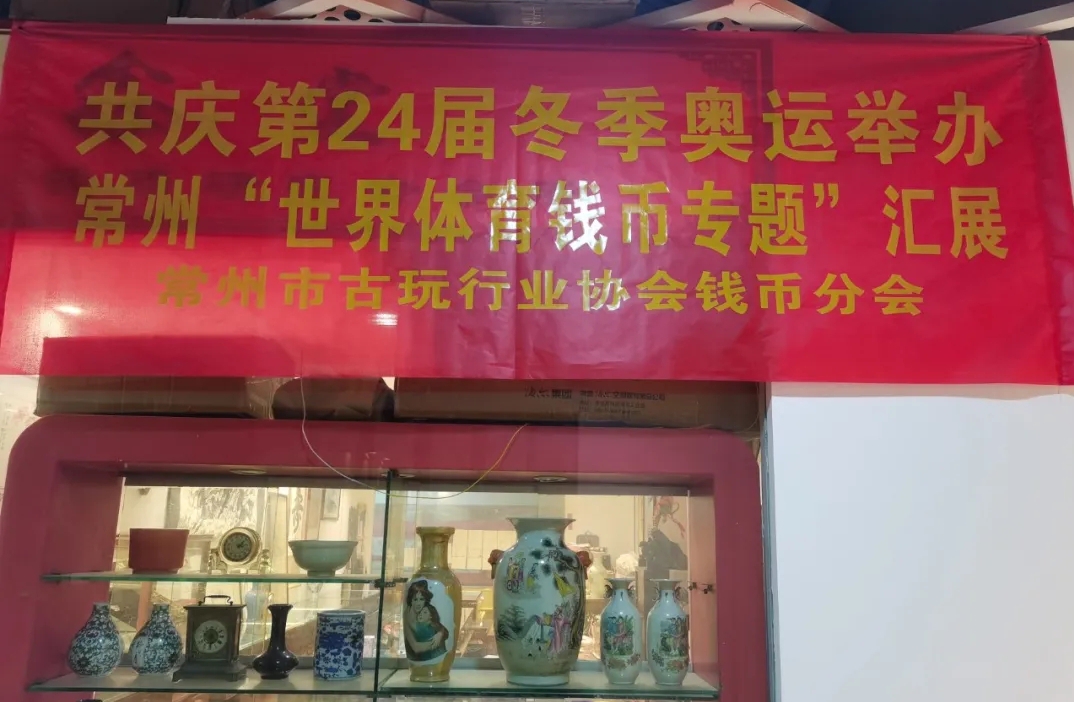 共庆第24届冬季奥运举办
常州“世界体育钱币专题”汇展
常州市古玩行业协会钱币分会